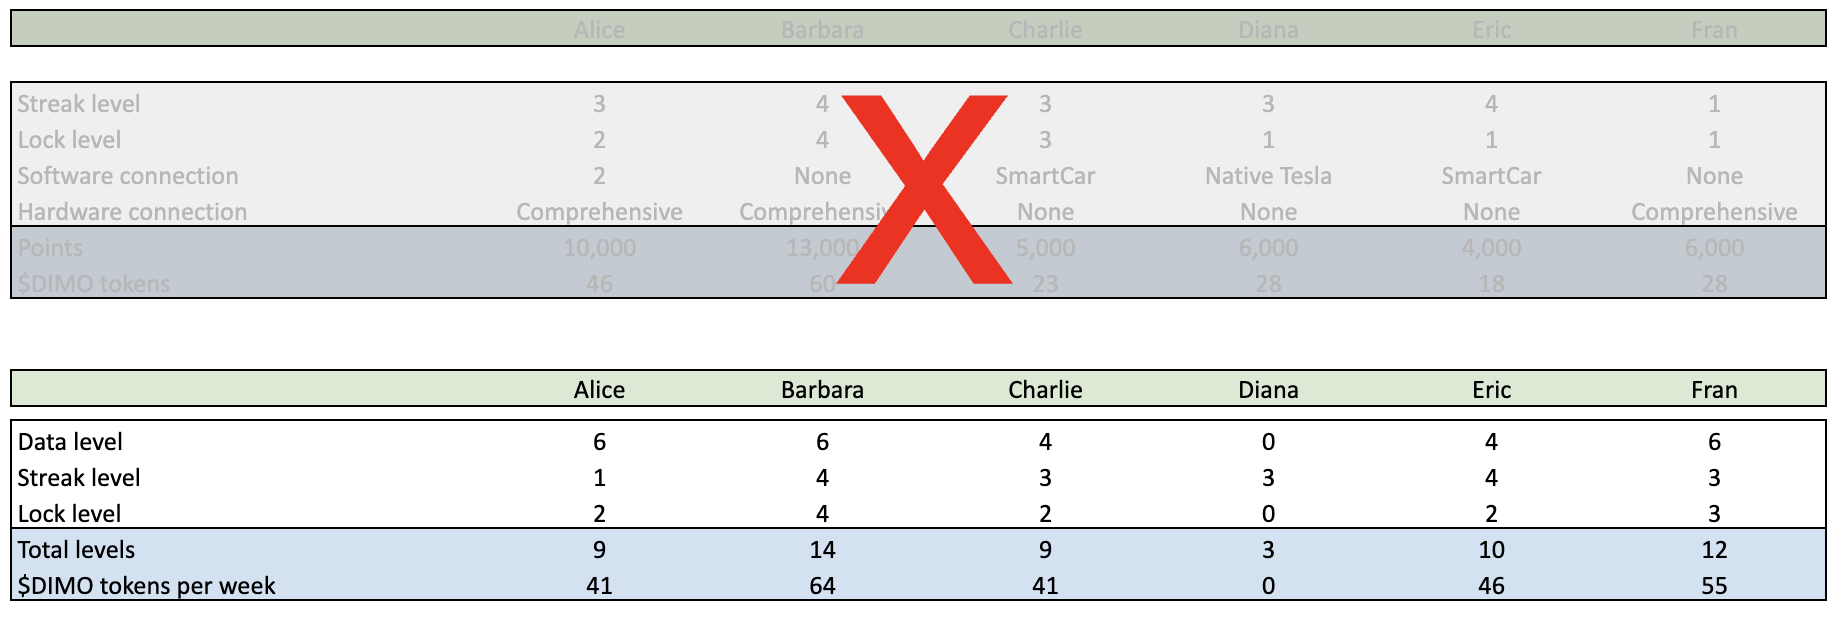 Alice Barbara Charlie Diana Eric Fran
Streak level 3 4 3 3 4 1
Lock level 2 4 3 1 1 1
Software connection 2 None SmartCar Native Tesla SmartCar None
Hardware connection Comprehensive Comprehensive None None None Comprehensive
Points 10,000 13,000 5,000 6,000 4,000 6,000
$DIMO tokens 46 60 23 28 18 28
X
Alice Barbara Charlie Diana Eric Fran
Data level 6 6 4 0 4 6
Streak level 1 4 3 3 4 3
Lock level 2 4 2 0 2 3
Total levels 9 14 9 3 10 12
$DIMO tokens per week 41 64 41 0 46 55